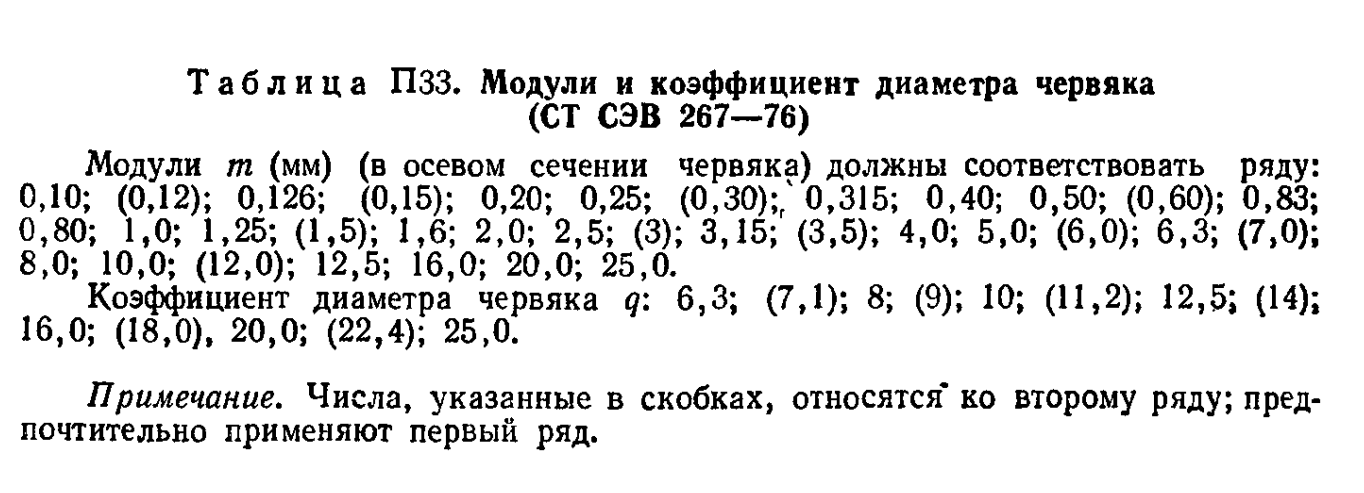 Таблица П33. Модули и коэффициент диаметра червяка
(СТ СЭВ 267—76)
Модули m (мм) (в осевом сечении червяка) должны соответствовать ряду:
0,10; (0,12); 0,126; (0,15); 0,20; 0,25; (0,30); 0,315; 0,40; 0,50; (0,60); 0,83;
0,80; 1,0; 1,25; (1,5); 1,6; 2,0; 2,5; (3); 3,15; (3,5); 4,0; 5,0; (6,0); 6,3; (7,0);
8,0; 10,0; (12,0); 12,5; 16,0; 20,0; 25,0.
Коэффициент диаметра червяка q: 6,3; (7,1); 8; (9); 10; (11,2); 12,5; (14);
16,0; (18,0), 20,0; (22,4); 25,0.
Примечание. Числа, указанные в скобках, относятся ко второму ряду; пред-
почтительно применяют первый ряд.